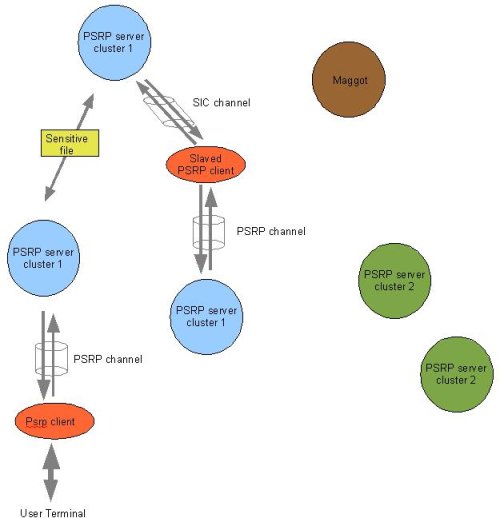 PSRP server
cluster 1
Maggot
SIC channel
Sensitive
file
Slaved
PSRP client
PSRP channel
PSRP server
cluster 1
PSRP server
cluster 2
PSRP server
cluster 1
PSRP channel
PSRP server
cluster 2
Psrp client
User Terminal